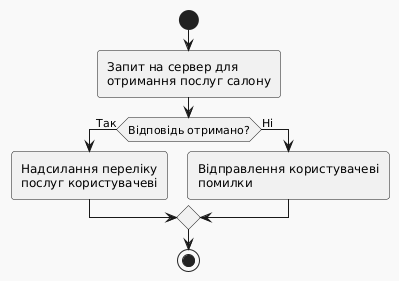 Запит на сервер для
отримання послуг салону
Так
Відповідь отримано?
Ні
Надсилання переліку
послуг користувачеві
Відправлення користувачеві
помилки